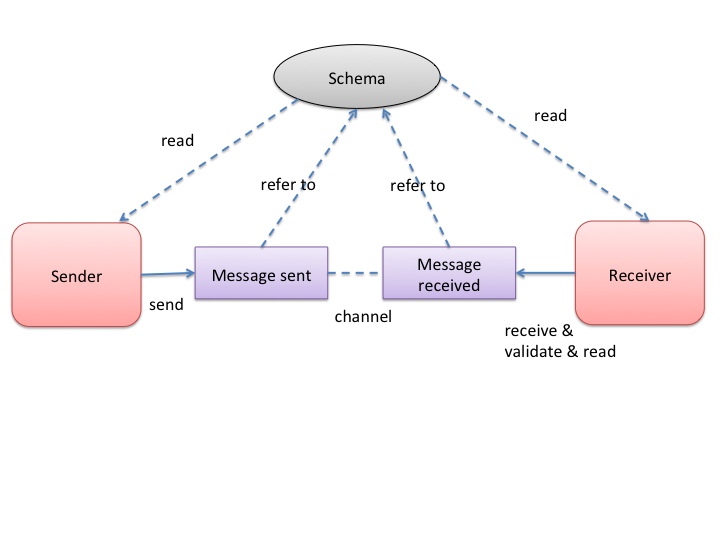 Schema
read
read
refer to
refer to
Sender
Message sent
Message
received
Receiver
send
channel
receive &
validate & read